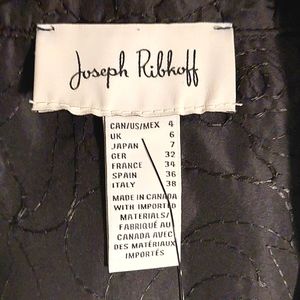 Joseph Ribkoff
CAN/US/MEX 4
UK 6
JAPAN 7
GER 32
FRANCE 34
SPAIN 36
ITALY 38
MADE IN CANADA
WITH IMPORTED
MATERIALS/
FABRIQUÉ AU
CANADA AVEC
DES MATÉRIAUX
IMPORTÉS